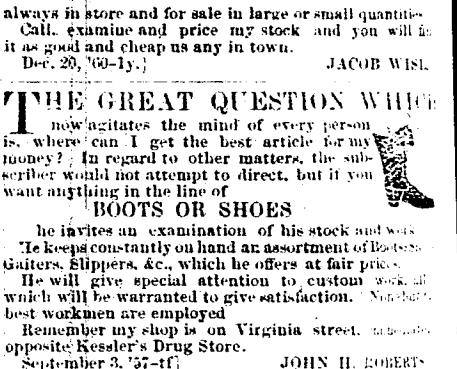 always in store and for sale in large or small quantities
Call, examine and price my stock and you will
it as good and cheap as any in town.
Dec. 20, '60-1y.] JACOB
THE GREAT QUESTION WHICH
now agitates the mind of every person
is, where can I get the best article for my
money? In regard to other matters, the sub-
scriber would not attempt to direct, but if you
want anything in the line of
BOOTS OR SHOES
he invites an examination of his stock and work
He keeps constantly on hand an assortment of Boots,
Gaiters, Slippers, &c., which he offers at fair prices.
He will give special attention to custom work, all
which will be warranted to give satisfaction.
best workmen are employed
Remember my shop is on Virginia street,
opposite Kessler's Drug Store.
September 3, '57-tf] JOHN H. ROBERTS